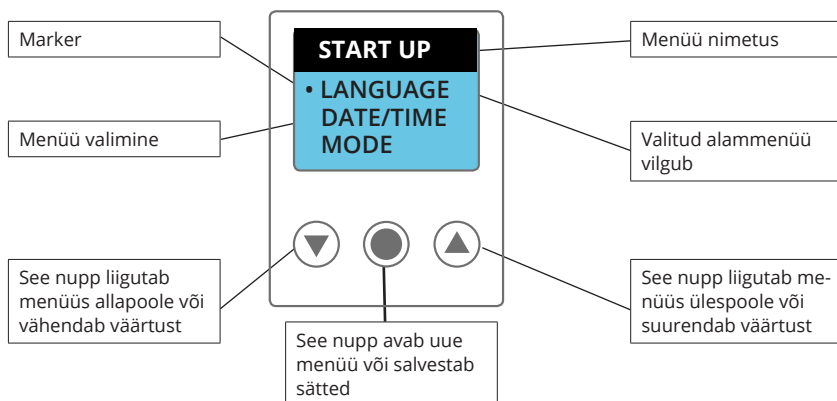 Marker
START UP
Menüü nimetus
• LANGUAGE
DATE/TIME
MODE
Menüü valimine
Valitud alammenüü
vilgub
See nupp liigutab
menüüs allapoole või
vähendab väärtust
See nupp avab uue
menüü või salvestab
sätted
See nupp liigutab me-
nüüs ülespoole või
suurendab väärtust